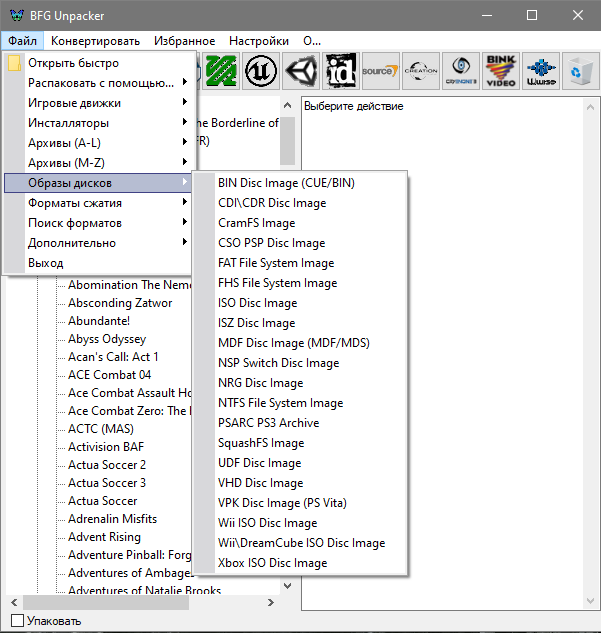 BFG Unpacker
Файл Конвертировать Избранное Настройки О...
id SOURCE CREATION CRYENGINE 3 BINK VIDEO Wwise
Открыть быстро
Распаковать с помощью...
Игровые движки
Инсталляторы
Архивы (A-L)
Архивы (M-Z)
Образы дисков
Форматы сжатия
Поиск форматов
Дополнительно
Выход
he Borderline of
FR)
Выберите действие
BIN Disc Image (CUE/BIN)
CDI\CDR Disc Image
CramFS Image
CSO PSP Disc Image
FAT File System Image
FHS File System Image
ISO Disc Image
ISZ Disc Image
MDF Disc Image (MDF/MDS)
NSP Switch Disc Image
NRG Disc Image
NTFS File System Image
PSARC PS3 Archive
SquashFS Image
UDF Disc Image
VHD Disc Image
VPK Disc Image (PS Vita)
Wii ISO Disc Image
Wii\DreamCube ISO Disc Image
Xbox ISO Disc Image
Abomination The Neme
Absconding Zatwor
Abundante!
Abyss Odyssey
Acan's Call: Act 1
ACE Combat 04
Ace Combat Assault Ho
Ace Combat Zero: The B
ACTC (MAS)
Activision BAF
Actua Soccer 2
Actua Soccer 3
Actua Soccer
Adrenalin Misfits
Advent Rising
Adventure Pinball: Forg
Adventures of Ambages
Adventures of Natalie Brooks
Упаковать